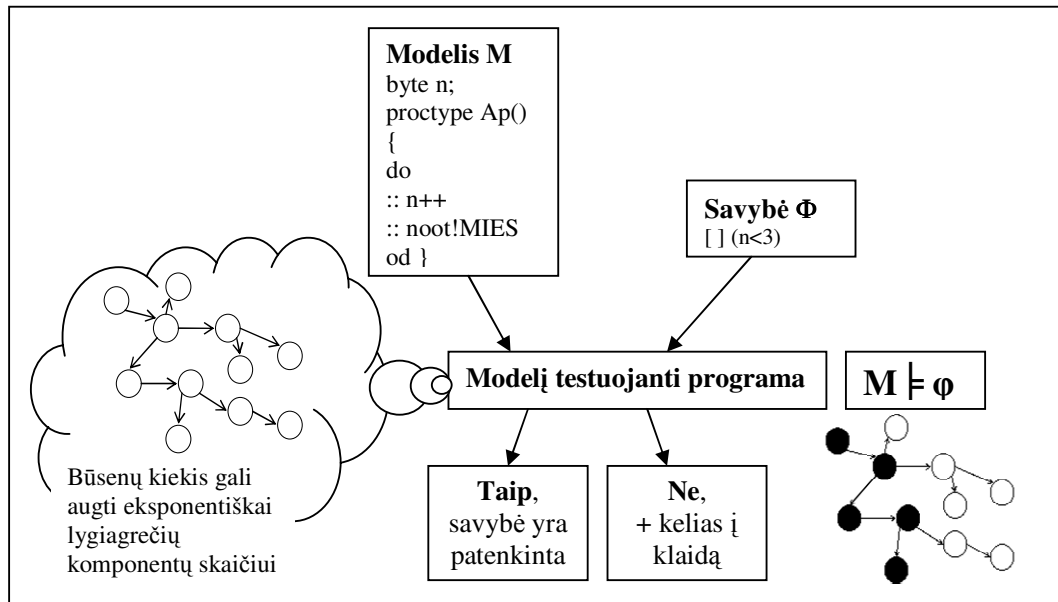 Modelis M
byte n;
proctype Ap()
{
do
:: n++
:: noot!MIES
od }
Savybė Φ
[ ] (n<3)
Modelį testuojanti programa
M ⊧ φ
Taip,
savybė yra
patenkinta
Ne,
+ kelias į
klaidą
Būsenų kiekis gali
augti eksponentiškai
lygiagrečių
komponentų skaičiui